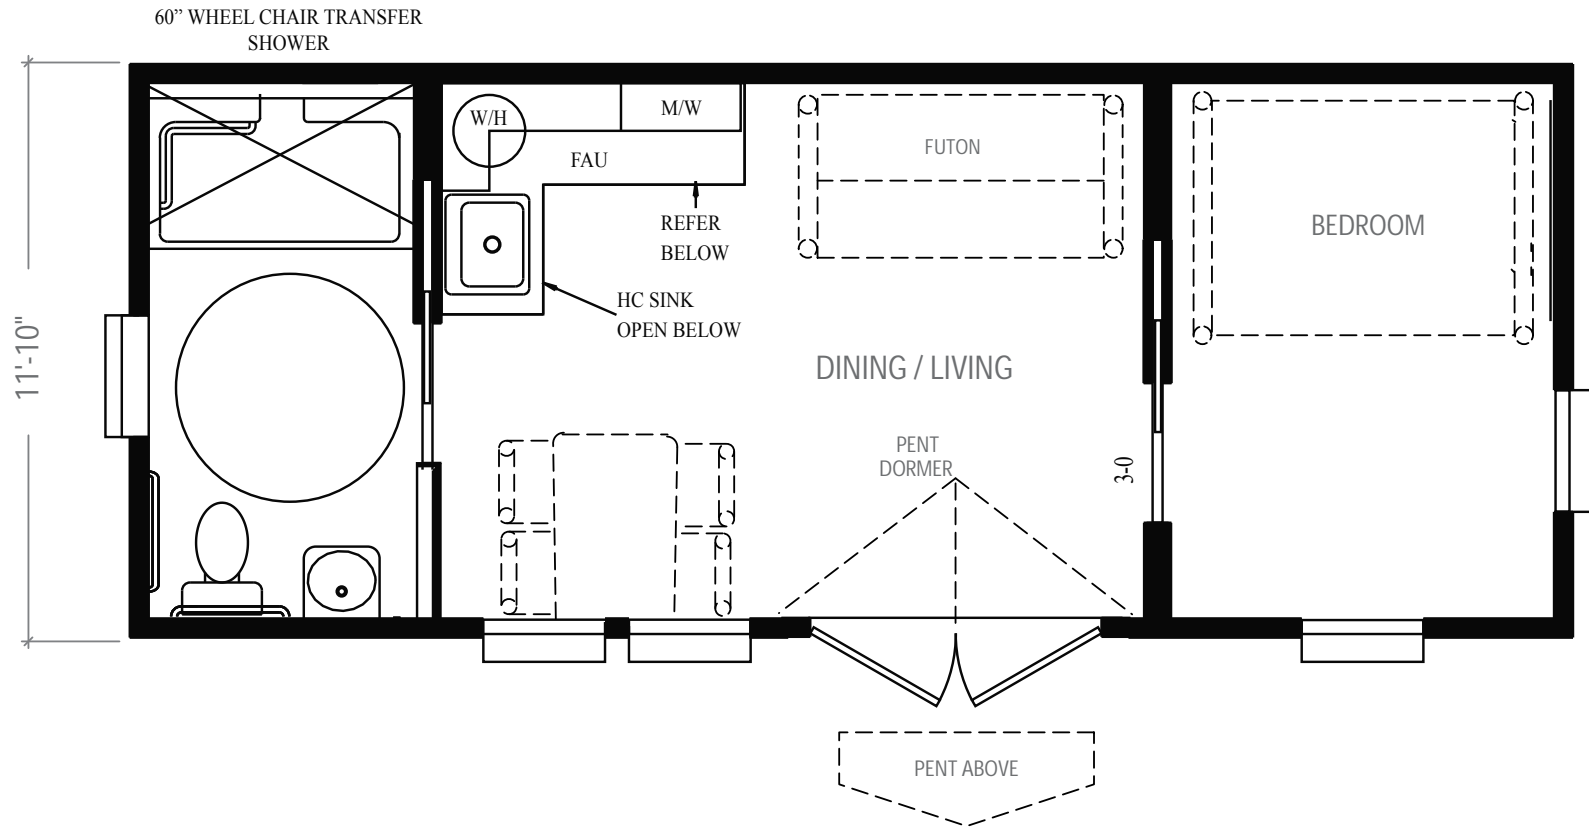 60” WHEEL CHAIR TRANSFER
SHOWER
W/H
M/W
FAU
FUTON
REFER
BELOW
BEDROOM
HC SINK
OPEN BELOW
11'-10"
DINING / LIVING
PENT
DORMER
3-0
PENT ABOVE